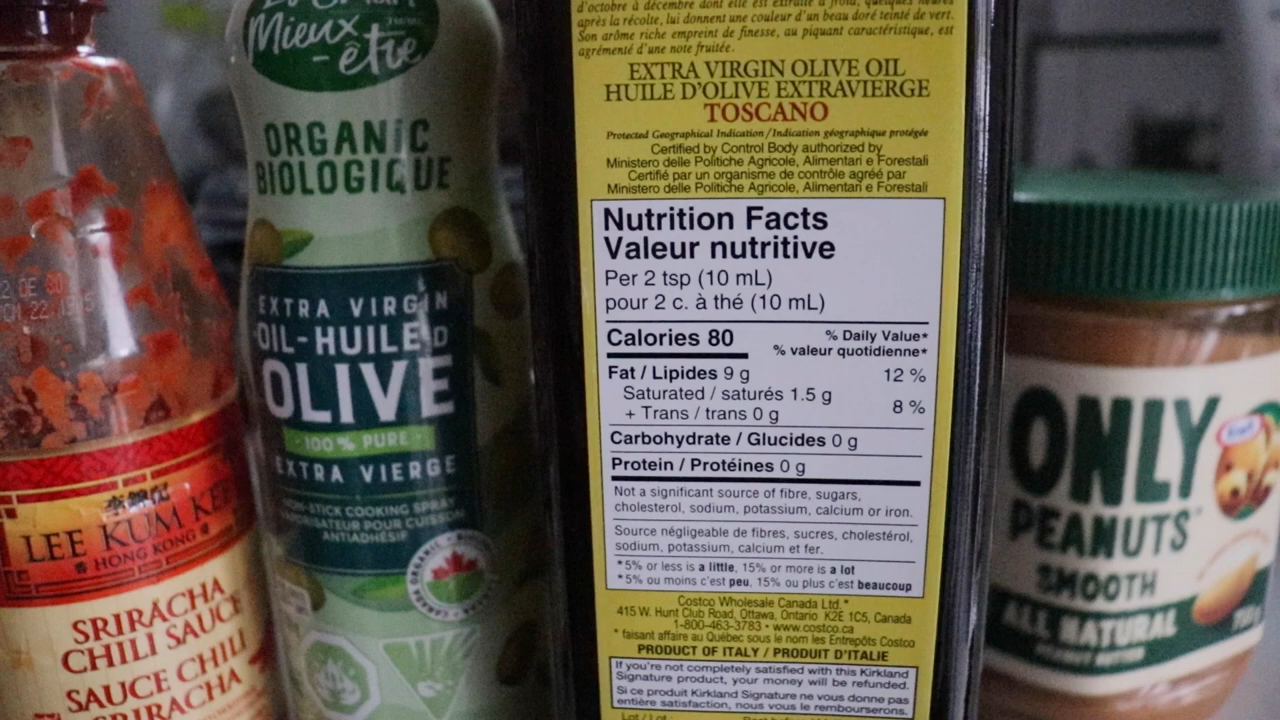 LEE KUM KEE
HONG KONG
SRIRACHA
CHILI SAUCE
SAUCE CHILI
SRIRACHA
Mieux
-être
ORGANIC
BIOLOGIQUE
EXTRA VIRGIN
OIL-HUILE D'
OLIVE
100% PURE
EXTRA VIERGE
NON-STICK COOKING SPRAY
VAPORISATEUR POUR CUISSON
ANTIADHÉSIF
d'octobre à décembre dont elle est extraite à froid, quelques heures
après la récolte, lui donnent une couleur d'un beau doré teinté de vert.
Son arôme riche empreint de finesse, au piquant caractéristique, est
agrémenté d'une note fruitée.
EXTRA VIRGIN OLIVE OIL
HUILE D'OLIVE EXTRAVIERGE
TOSCANO
Protected Geographical Indication / Indication géographique protégée
Certified by Control Body authorized by
Ministero delle Politiche Agricole, Alimentari e Forestali
Certifié par un organisme de contrôle agréé par
Ministero delle Politiche Agricole, Alimentari e Forestali
Nutrition Facts
Valeur nutritive
Per 2 tsp (10 mL)
pour 2 c. à thé (10 mL)
Calories 80
% Daily Value*
% valeur quotidienne*
Fat / Lipides 9 g 12 %
Saturated / saturés 1.5 g
+ Trans / trans 0 g
8 %
Carbohydrate / Glucides 0 g
Protein / Protéines 0 g
Not a significant source of fibre, sugars,
cholesterol, sodium, potassium, calcium or iron.
Source négligeable de fibres, sucres, cholestérol,
sodium, potassium, calcium et fer.
*5% or less is a little, 15% or more is a lot
*5% ou moins c'est peu, 15% ou plus c'est beaucoup
Costco Wholesale Canada Ltd.*
415 W. Hunt Club Road, Ottawa, Ontario K2E 1C5, Canada
1-800-463-3783 • www.costco.ca
* faisant affaire au Québec sous le nom les Entrepôts Costco
PRODUCT OF ITALY / PRODUIT D'ITALIE
If you're not completely satisfied with this Kirkland
Signature product, your money will be refunded.
Si ce produit Kirkland Signature ne vous donne pas
entière satisfaction, nous vous le rembourserons.
Lot / Lot :
ONLY
PEANUTS
SMOOTH
ALL NATURAL
PEANUT BUTTER
Kraft